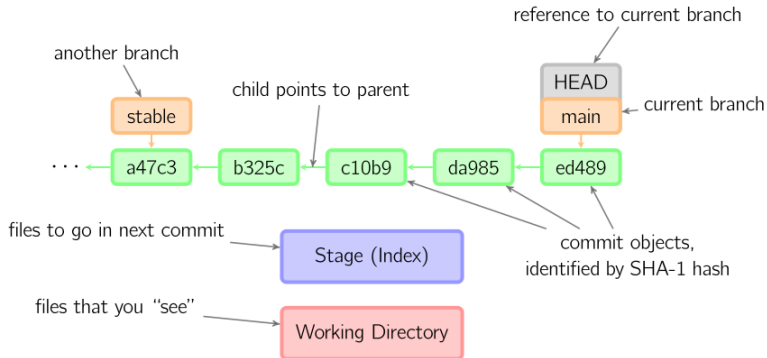 reference to current branch
another branch
HEAD
child points to parent
stable
main
current branch
...
a47c3
b325c
c10b9
da985
ed489
files to go in next commit
Stage (Index)
commit objects,
identified by SHA-1 hash
files that you “see”
Working Directory